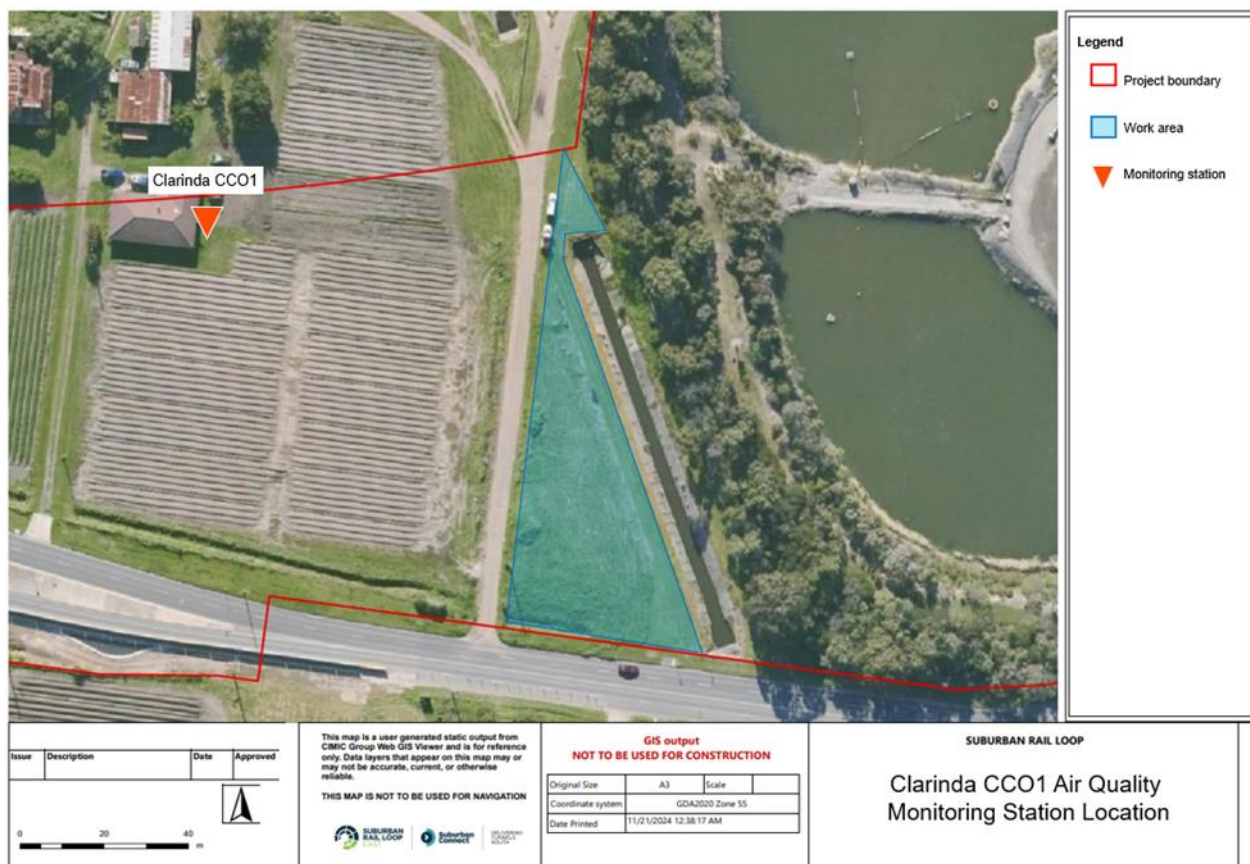 Clarinda CCO1
Legend
Project boundary
Work area
Monitoring station
Issue Description Date Approved
0 20 40
m
This map is a user generated static output from
CIMIC Group Web GIS Viewer and is for reference
only. Data layers that appear on this map may or
may not be accurate, current, or otherwise
reliable.
THIS MAP IS NOT TO BE USED FOR NAVIGATION
SUBURBAN
RAIL LOOP
EAST
Suburban
Connect
DELIVERING
TUNNELS
SOUTH
GIS output
NOT TO BE USED FOR CONSTRUCTION
Original Size A3 Scale
Coordinate system GDA2020 Zone 55
Date Printed 11/21/2024 12:38:17 AM
SUBURBAN RAIL LOOP
Clarinda CCO1 Air Quality
Monitoring Station Location